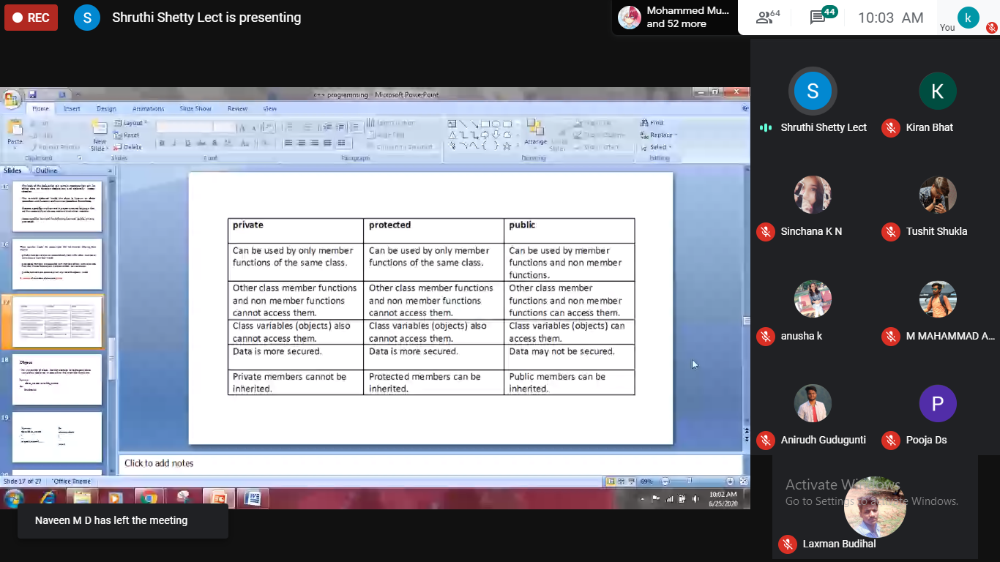 REC
S
Shruthi Shetty Lect is presenting
Mohammed Mu...
and 52 more
64
44
10:03 AM
You
k
c++ programming - Microsoft PowerPoint
Home Insert Design Animations Slide Show Review View
Paste
New
Slide
Layout
Reset
Delete
Arrange
Find
Replace
Select
Clipboard
Slides
Font
Paragraph
Drawing
Editing
Slides Outline
16
17
18
Object
19
private protected public
Can be used by only member
functions of the same class.
Can be used by only member
functions of the same class.
Can be used by member
functions and non member
functions.
Other class member functions
and non member functions
cannot access them.
Other class member functions
and non member functions
cannot access them.
Other class member
functions and non member
functions can access them.
Class variables (objects) also
cannot access them.
Class variables (objects) also
cannot access them.
Class variables (objects) can
access them.
Data is more secured.
Data is more secured.
Data may not be secured.
Private members cannot be
inherited.
Protected members can be
inherited.
Public members can be
inherited.
Click to add notes
Slide 17 of 27 "Office Theme"
69%
10:02 AM
6/25/2020
Naveen M D has left the meeting
S
Shruthi Shetty Lect
K
Kiran Bhat
Sinchana K N
Tushit Shukla
anusha k
M MAHAMMAD A...
Anirudh Gudugunti
P
Pooja Ds
Activate Windows
Go to Settings to activate Windows.
Laxman Budihal